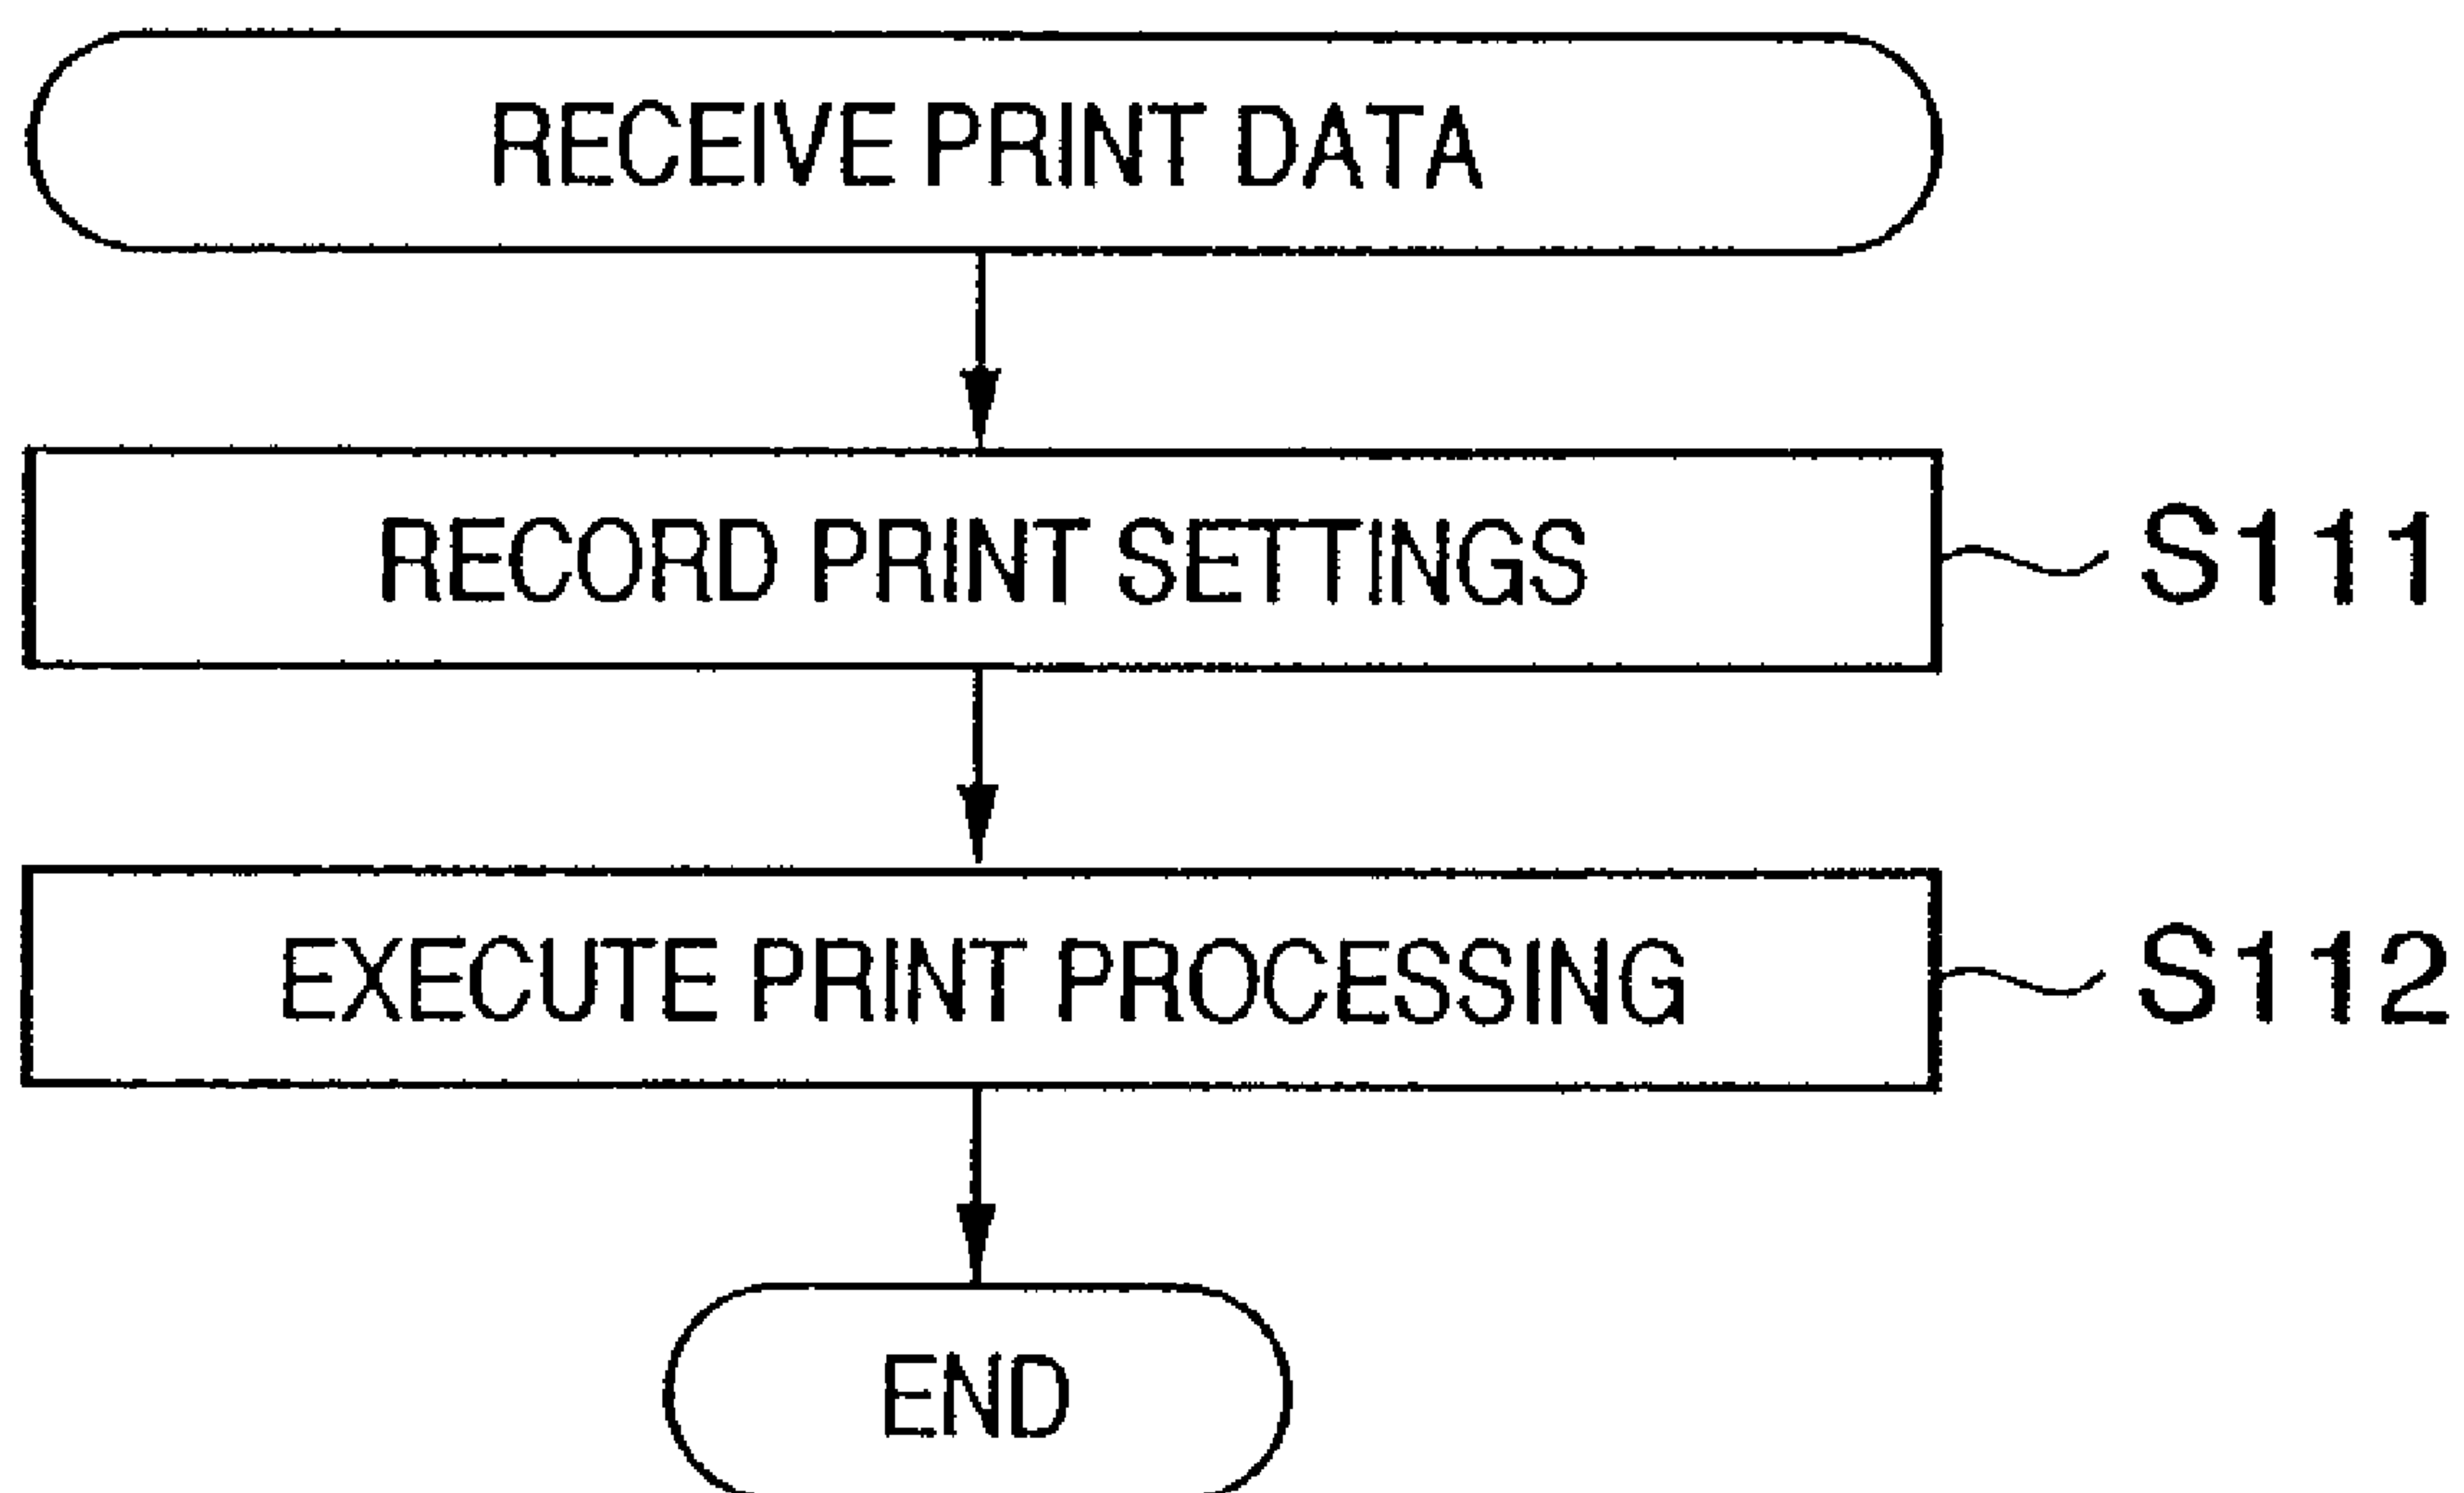 RECEIVE PRINT DATA
RECORD PRINT SETTINGS
S111
EXECUTE PRINT PROCESSING
S112
END